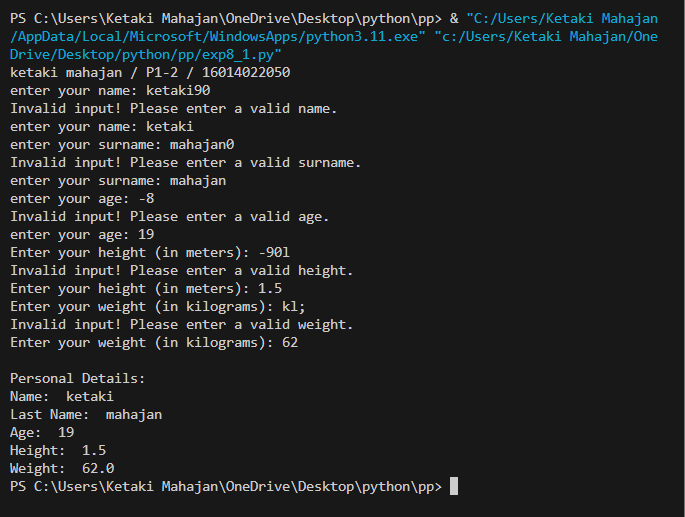 PS C:\Users\Ketaki Mahajan\OneDrive\Desktop\python\pp> & "C:/Users/Ketaki Mahajan
/AppData/Local/Microsoft/WindowsApps/python3.11.exe" "c:/Users/Ketaki Mahajan/One
Drive/Desktop/python/pp/exp8_1.py"
ketaki mahajan / P1-2 / 16014022050
enter your name: ketaki90
Invalid input! Please enter a valid name.
enter your name: ketaki
enter your surname: mahajan0
Invalid input! Please enter a valid surname.
enter your surname: mahajan
enter your age: -8
Invalid input! Please enter a valid age.
enter your age: 19
Enter your height (in meters): -90l
Invalid input! Please enter a valid height.
Enter your height (in meters): 1.5
Enter your weight (in kilograms): kl;
Invalid input! Please enter a valid weight.
Enter your weight (in kilograms): 62
Personal Details:
Name:  ketaki
Last Name:  mahajan
Age:  19
Height:  1.5
Weight:  62.0
PS C:\Users\Ketaki Mahajan\OneDrive\Desktop\python\pp>